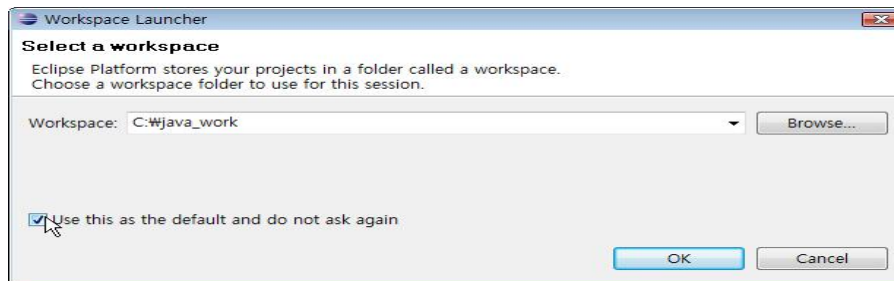 Workspace Launcher
Select a workspace
Eclipse Platform stores your projects in a folder called a workspace.
Choose a workspace folder to use for this session.
Workspace: C:₩java_work Browse...
Use this as the default and do not ask again
OK Cancel